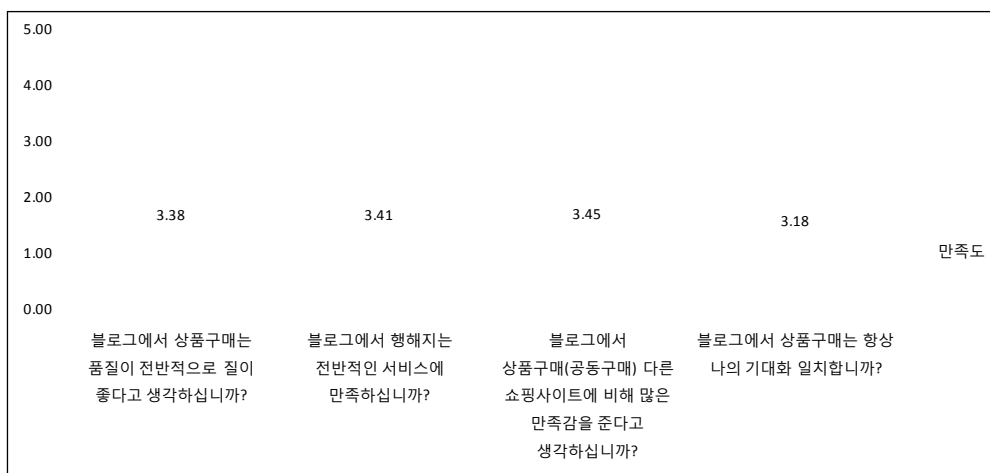 5.00
4.00
3.00
2.00
1.00
0.00
3.38
3.41
3.45
3.18
만족도
블로그에서 상품구매는
품질이 전반적으로 질이
좋다고 생각하십니까?
블로그에서 행해지는
전반적인 서비스에
만족하십니까?
블로그에서
상품구매(공동구매) 다른
쇼핑사이트에 비해 많은
만족감을 준다고
생각하십니까?
블로그에서 상품구매는 항상
나의 기대화 일치합니까?